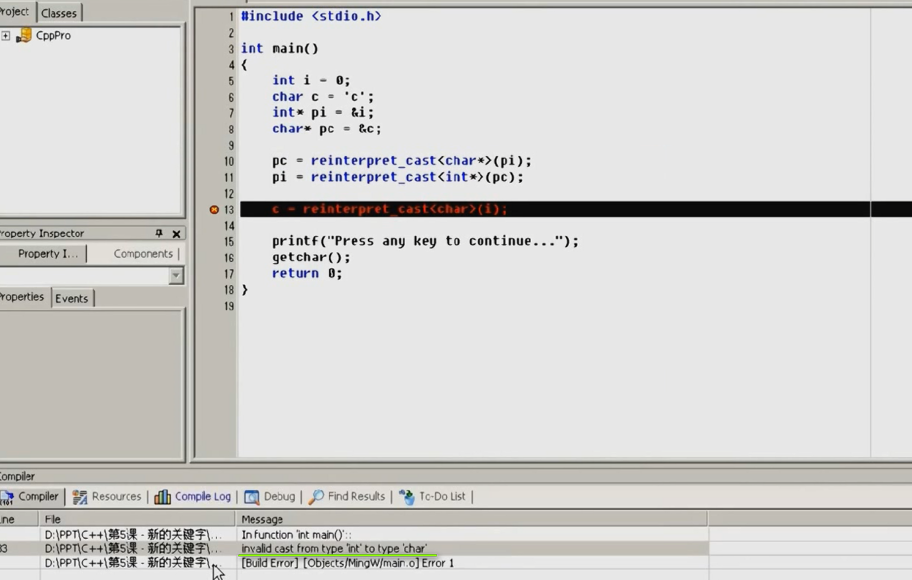 Project Classes
CppPro
1 #include <stdio.h>
2
3 int main()
4 {
5 int i = 0;
6 char c = 'c';
7 int* pi = &i;
8 char* pc = &c;
9
10 pc = reinterpret_cast<char*>(pi);
11 pi = reinterpret_cast<int*>(pc);
12
13 c = reinterpret_cast<char>(i);
14
15 printf("Press any key to continue...");
16 getchar();
17 return 0;
18 }
19
roperty Inspector
Property I... Components
Properties Events
Compiler
Compiler Resources Compile Log Debug Find Results To-Do List
ine File Message
D:\PPT\C++\第5课 - 新的关键字\... In function 'int main()'::
D:\PPT\C++\第5课 - 新的关键字\... invalid cast from type 'int' to type 'char'
D:\PPT\C++\第5课 - 新的关键字\... [Build Error] [Objects/MingW/main.o] Error 1